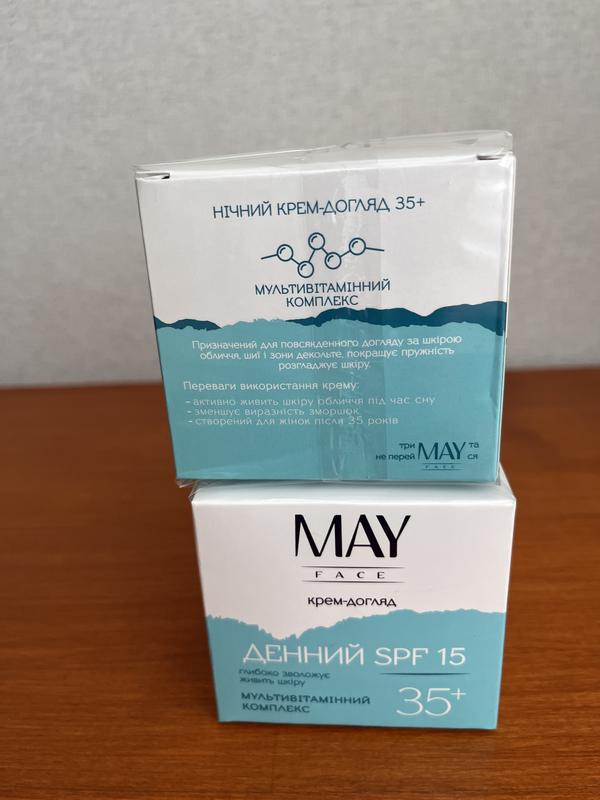 НІЧНИЙ КРЕМ-ДОГЛЯД 35+
МУЛЬТИВІТАМІННИЙ
КОМПЛЕКС
Призначений для повсякденного догляду за шкірою
обличчя, шиї і зони декольте, покращує пружність
розгладжує шкіру.
Переваги використання крему:
- активно живить шкіру обличчя під час сну
- зменшує виразність зморшок
- створений для жінок після 35 років
три MAY та
не перей FACE ся
MAY
FACE
крем-догляд
ДЕННИЙ SPF 15
глибоко зволожує
живить шкіру
МУЛЬТИВІТАМІННИЙ
КОМПЛЕКС
35+